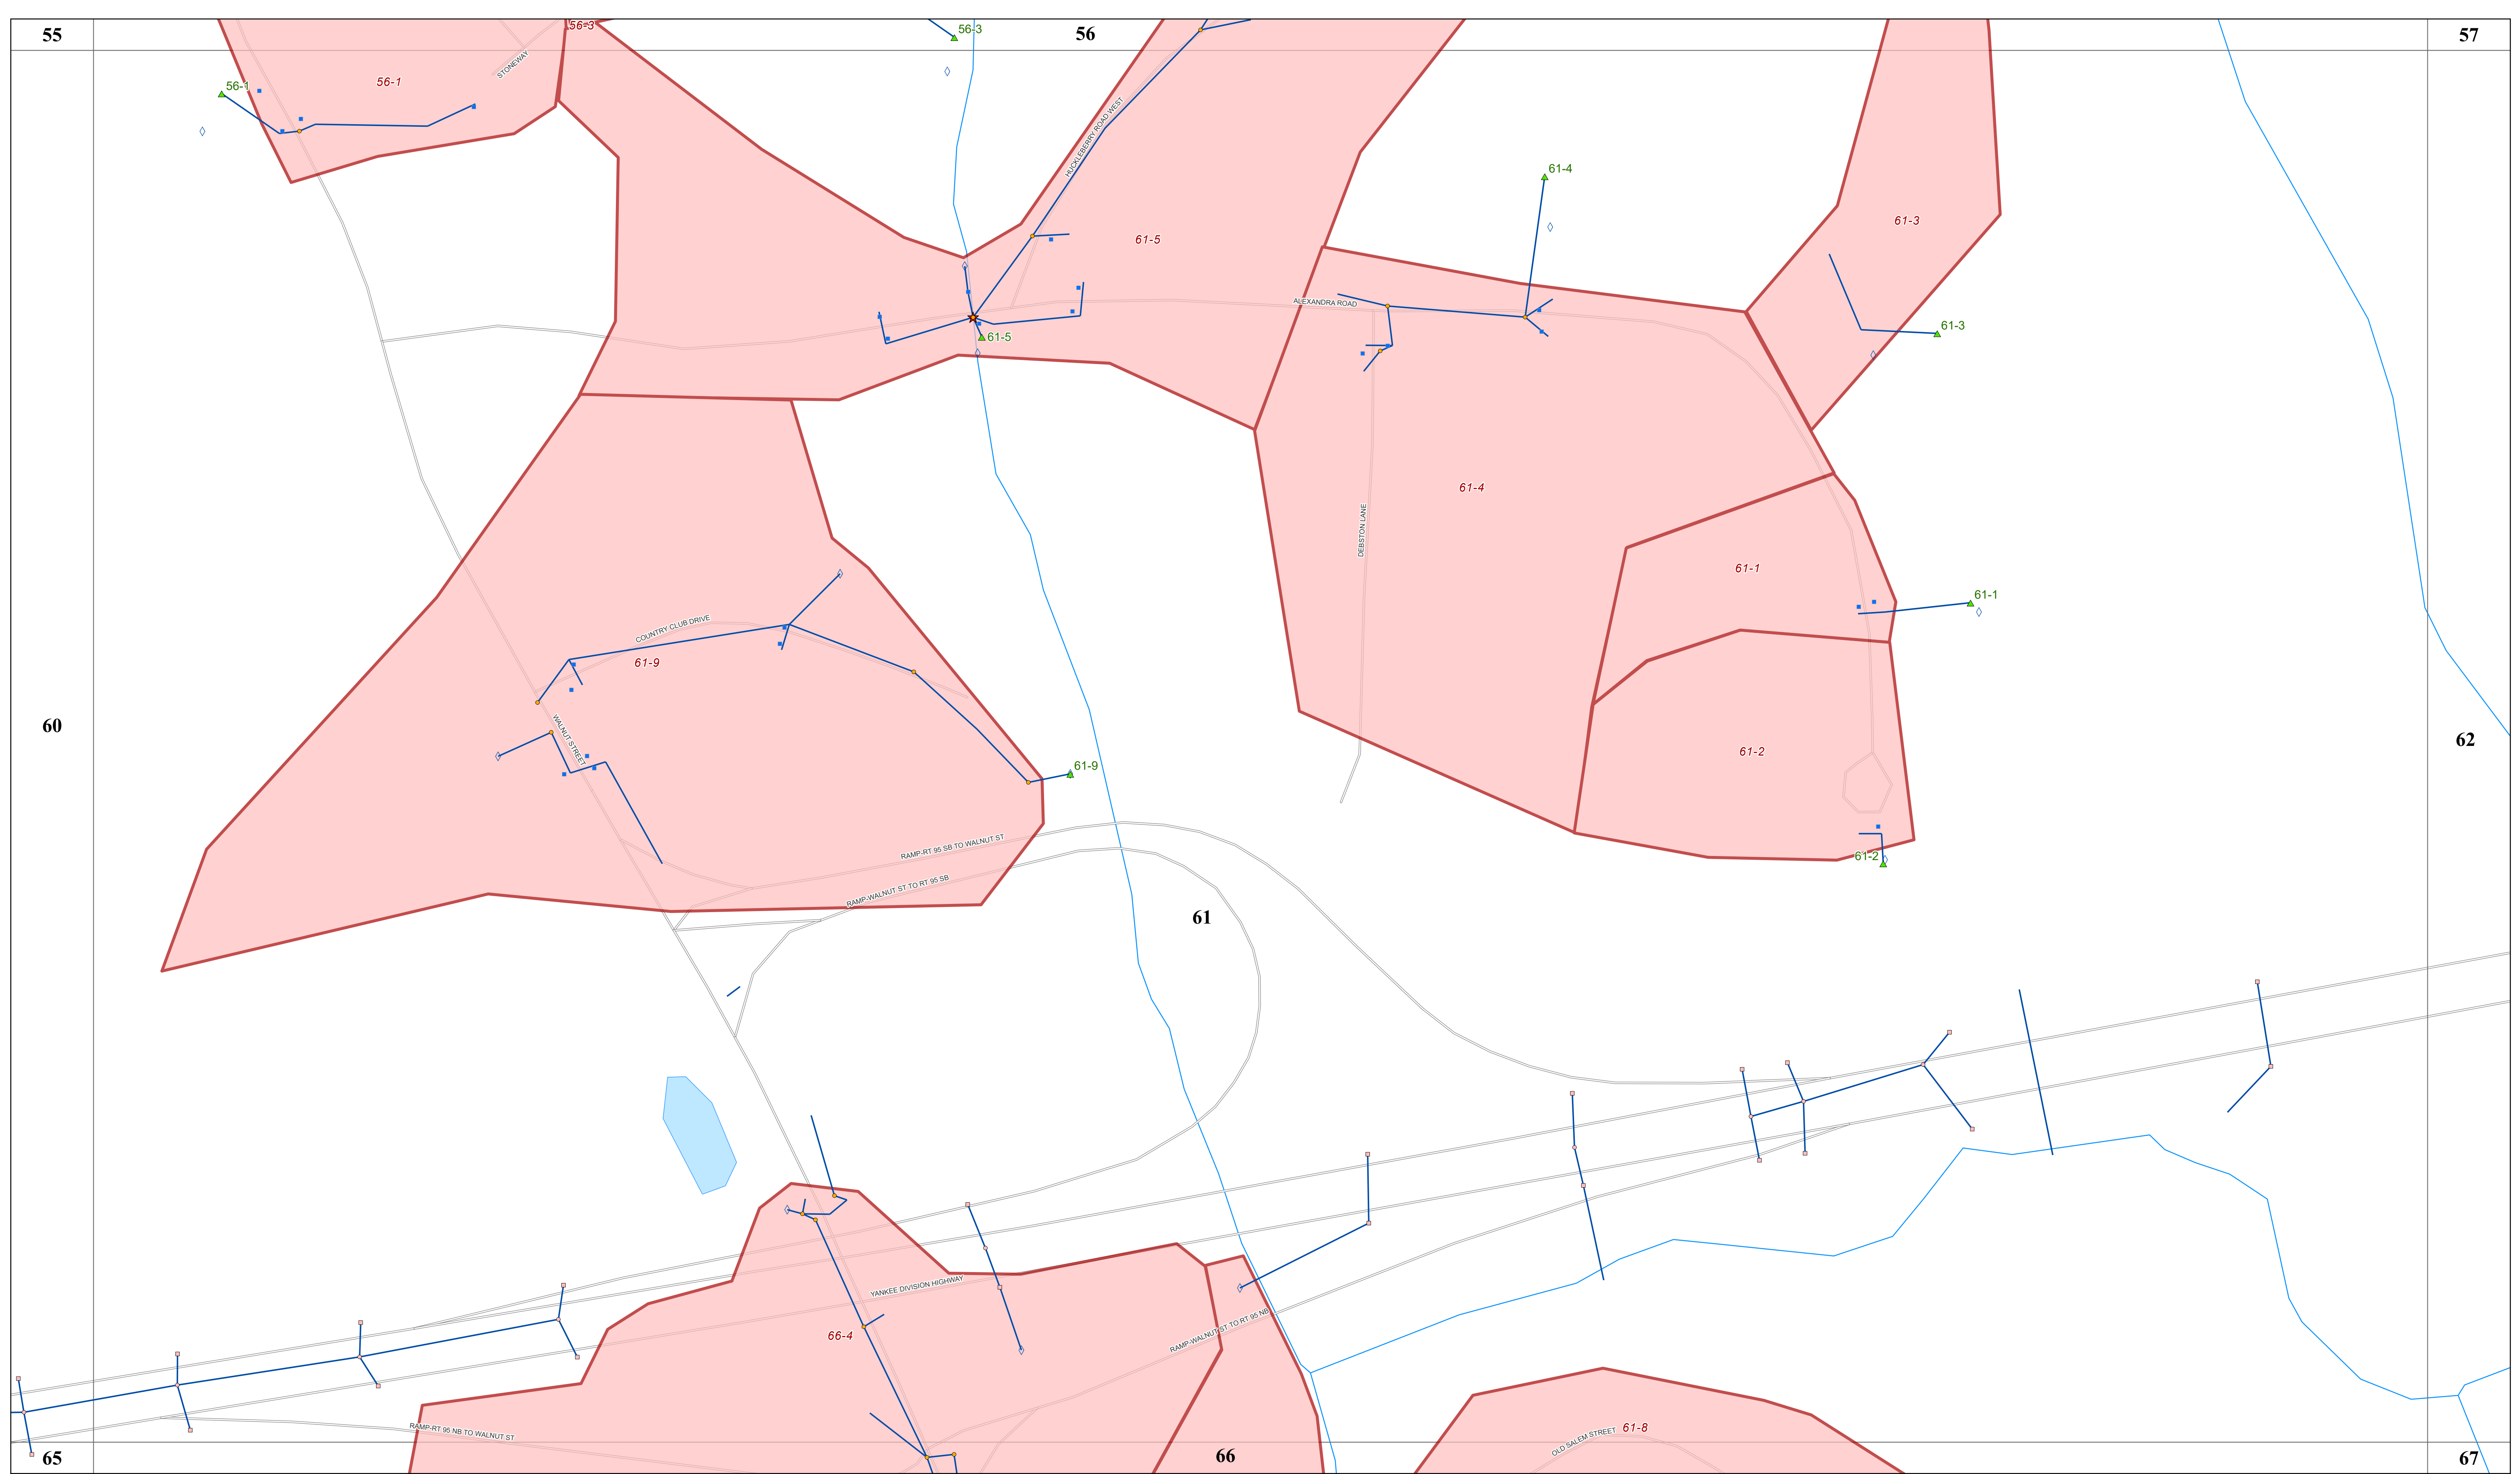 55
56-3
56-3
56
57
STONEWAY
56-1
56-1
HUCKLEBERRY ROAD WEST
61-4
61-3
61-5
ALEXANDRA ROAD
61-3
61-5
61-4
DEBSTON LANE
61-1
61-1
COUNTRY CLUB DRIVE
61-9
60
WALNUT STREET
62
61-2
61-9
RAMP-RT 95 SB TO WALNUT ST
61-2
RAMP-WALNUT ST TO RT 95 SB
61
YANKEE DIVISION HIGHWAY
66-4
RAMP-WALNUT ST TO RT 95 NB
RAMP-RT 95 NB TO WALNUT ST
OLD SALEM STREET
61-8
65
66
67